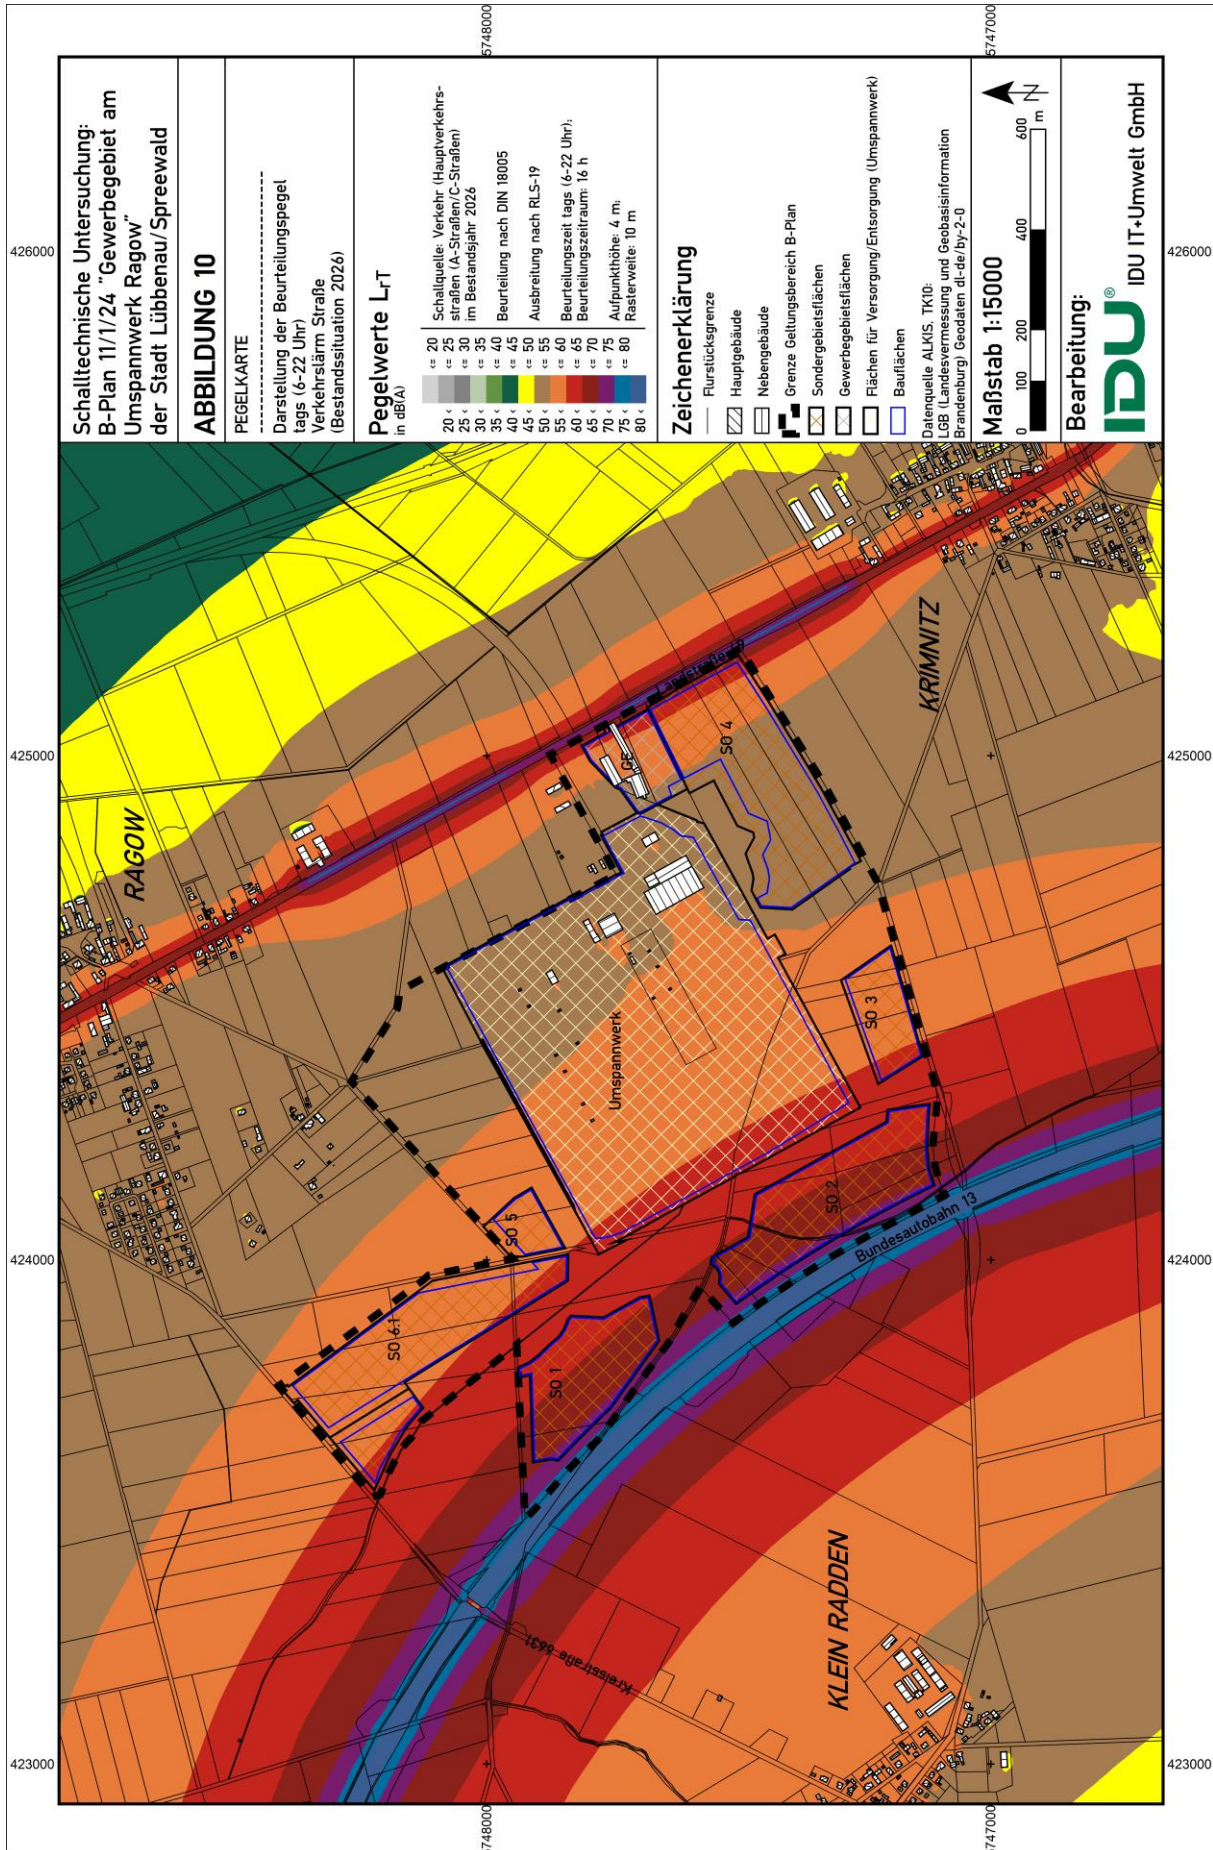 Schalltechnische Untersuchung:
B-Plan 11/1/24 "Gewerbegebiet am
Umspannwerk Ragow"
der Stadt Lübbenau/Spreewald
ABBILDUNG 10
PEGELKARTE
Darstellung der Beurteilungspegel
tags (6-22 Uhr)
Verkehrslärm Straße
(Bestandssituation 2026)
Pegelwerte LrT
in dB(A)
<= 20
20 < <= 25
25 < <= 30
30 < <= 35
35 < <= 40
40 < <= 45
45 < <= 50
50 < <= 55
55 < <= 60
60 < <= 65
65 < <= 70
70 < <= 75
75 < <= 80
80 <
Schallquelle: Verkehr (Hauptverkehrs-
straßen (A-Straßen/C-Straßen)
im Bestandsjahr 2026
Beurteilung nach DIN 18005
Ausbreitung nach RLS-19
Beurteilungszeit tags (6-22 Uhr);
Beurteilungszeitraum: 16 h
Aufpunkthöhe: 4 m;
Rasterweite: 10 m
Zeichenerklärung
Flurstücksgrenze
Hauptgebäude
Nebengebäude
Grenze Geltungsbereich B-Plan
Sondergebietsflächen
Gewerbegebietsflächen
Flächen für Versorgung/Entsorgung (Umspannwerk)
Bauflächen
Datenquelle ALKIS, TK10:
LGB (Landesvermessung und Geobasisinformation
Brandenburg) Geodaten dl-de/by-2-0
Maßstab 1:15000
0 100 200 400 600
m
N
Bearbeitung:
IDU®
IDU IT+Umwelt GmbH
423000
424000
425000
426000
5748000
5747000
423000
424000
425000
426000
5748000
5747000
RAGOW
KRIMNITZ
KLEIN RADDEN
Umspannwerk
GE
SO 1
SO 2
SO 3
SO 4
SO 5
SO 6.1
Bundesautobahn 13
Landstraße 49
Kreisstraße 6631